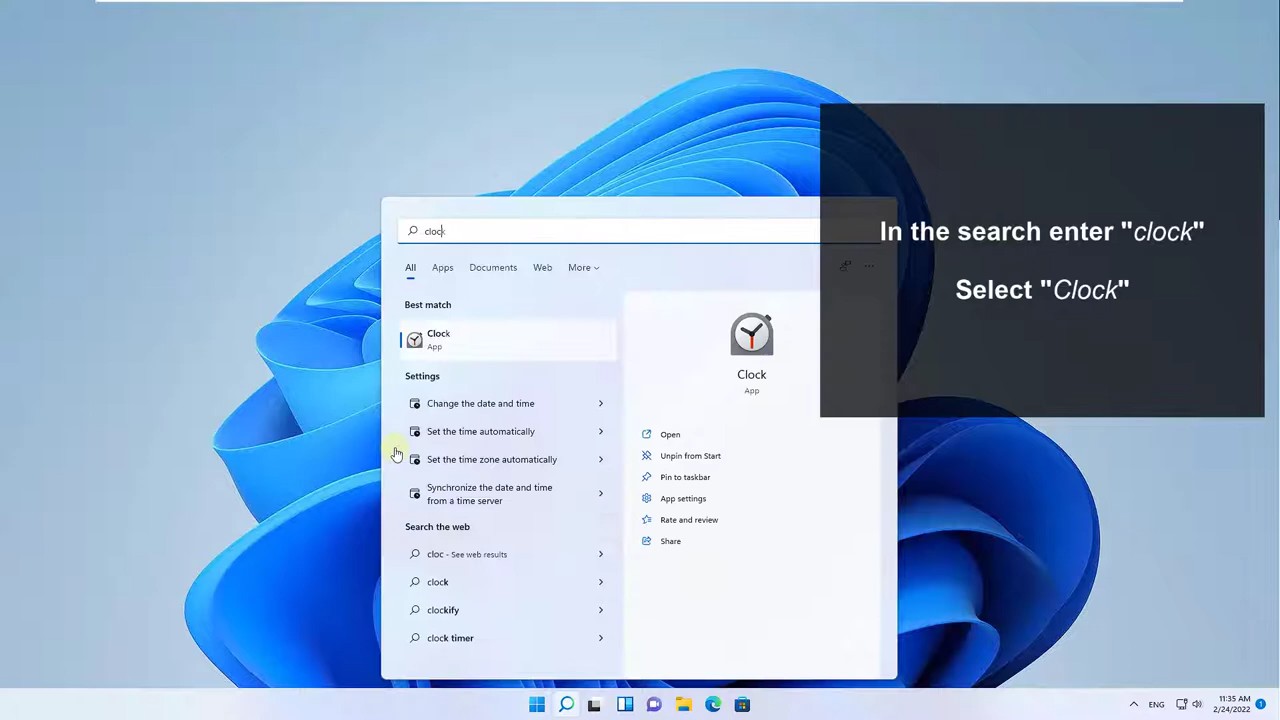 clock
All Apps Documents Web More
Best match
Clock
App
Settings
Change the date and time
Set the time automatically
Set the time zone automatically
Synchronize the date and time
from a time server
Search the web
cloc - See web results
clock
clockify
clock timer
Clock
App
Open
Unpin from Start
Pin to taskbar
App settings
Rate and review
Share
In the search enter "clock"
Select "Clock"
ENG
11:35 AM
2/24/2022
1